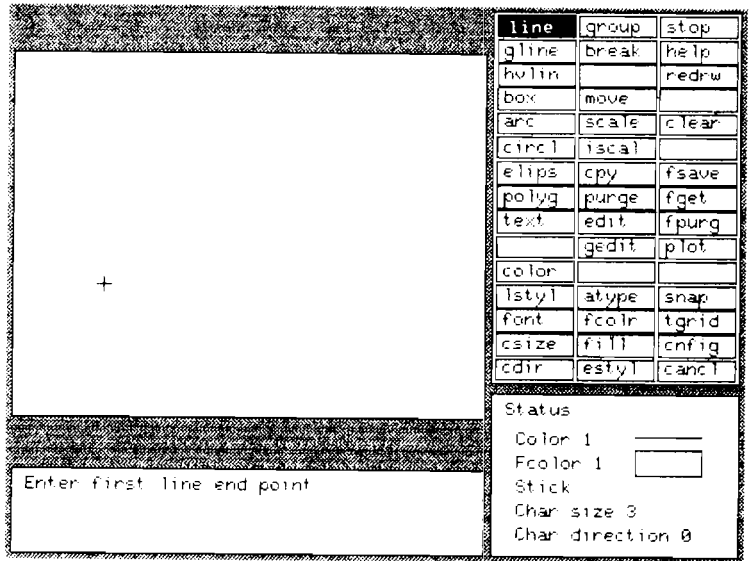 line group stop
gline break help
hvlin redrw
box move
arc scale clear
circl iscal
elips cpy fsave
polyg purge fget
text edit fpurg
gedit plot
color
lstyl atype snap
font fcolr tgrid
csize fill cnfig
cdir estyl cancl
Status
Color 1
Fcolor 1
Stick
Char size 3
Char direction 0
Enter first line end point